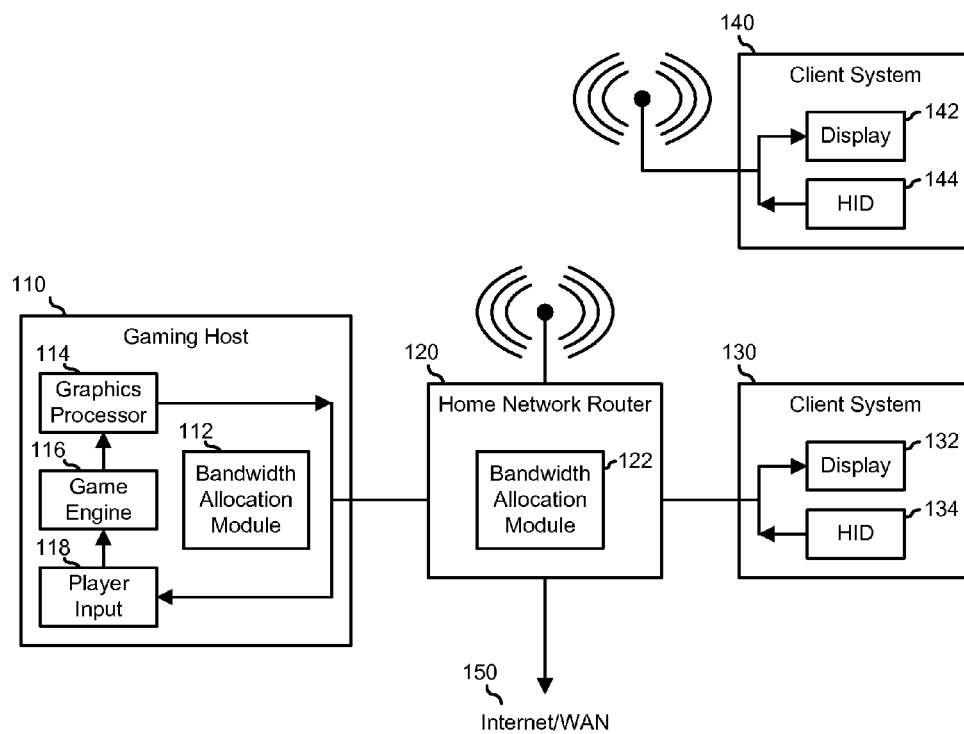 140
Client System
142
Display
144
HID
110
Gaming Host
114
Graphics
Processor
112
116
Game
Engine
Bandwidth
Allocation
Module
118
Player
Input
120
Home Network Router
122
Bandwidth
Allocation
Module
130
Client System
132
Display
134
HID
150
Internet/WAN